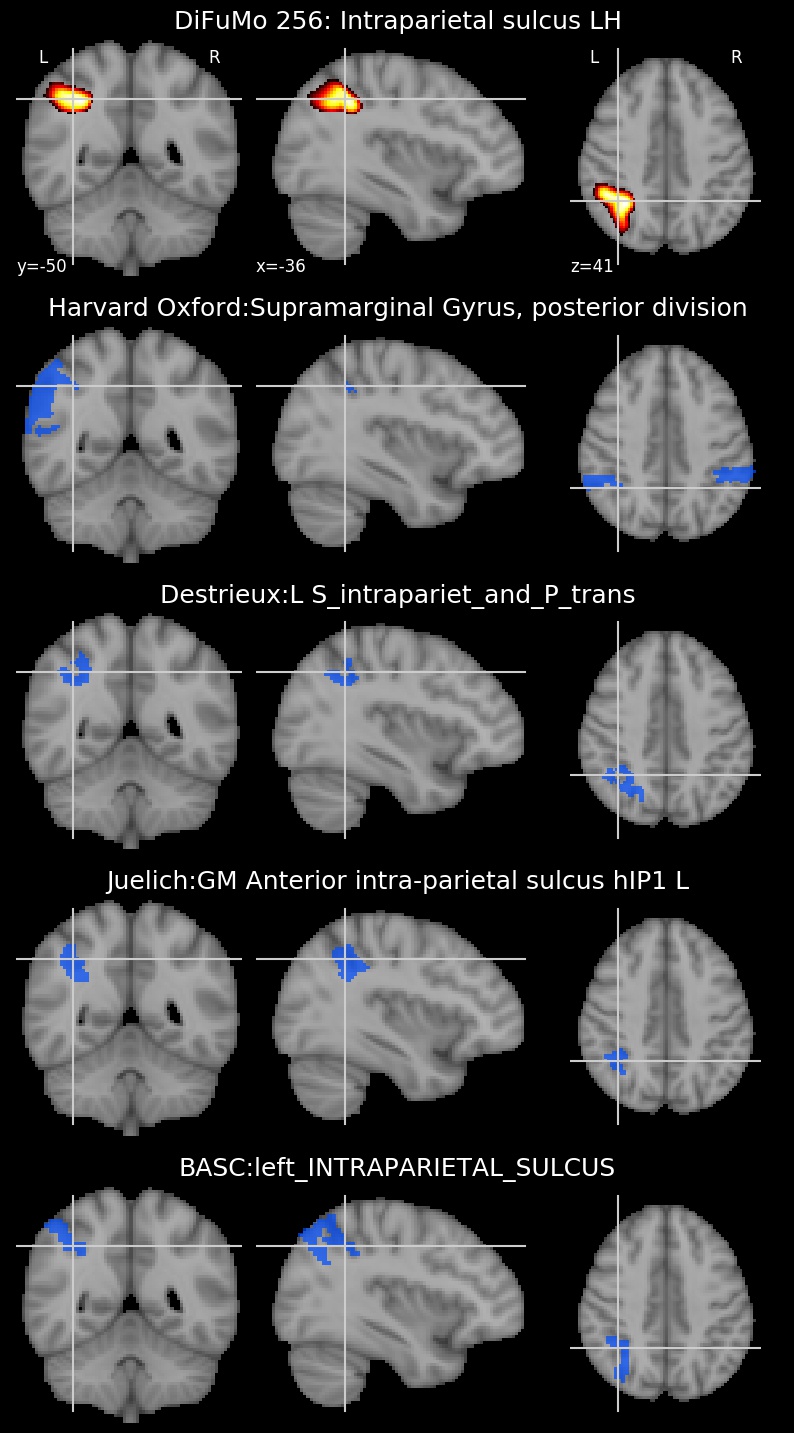 DiFuMo 256: Intraparietal sulcus LH
L R L R
y=-50 x=-36 z=41
Harvard Oxford:Supramarginal Gyrus, posterior division
Destrieux:L S_intrapariet_and_P_trans
Juelich:GM Anterior intra-parietal sulcus hIP1 L
BASC:left_INTRAPARIETAL_SULCUS